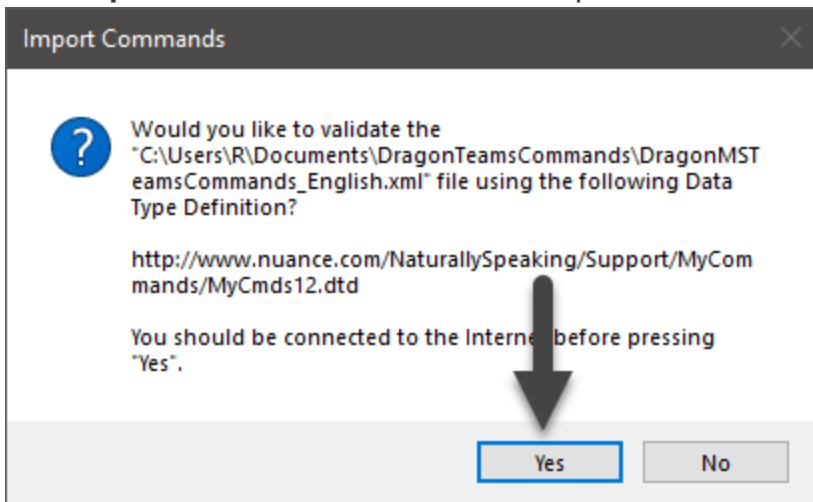 Import Commands
Would you like to validate the
"C:\Users\R\Documents\DragonTeamsCommands\DragonMST
eamsCommands_English.xml" file using the following Data
Type Definition?
http://www.nuance.com/NaturallySpeaking/Support/MyCom
mands/MyCmds12.dtd
You should be connected to the Internet before pressing
"Yes".
Yes
No